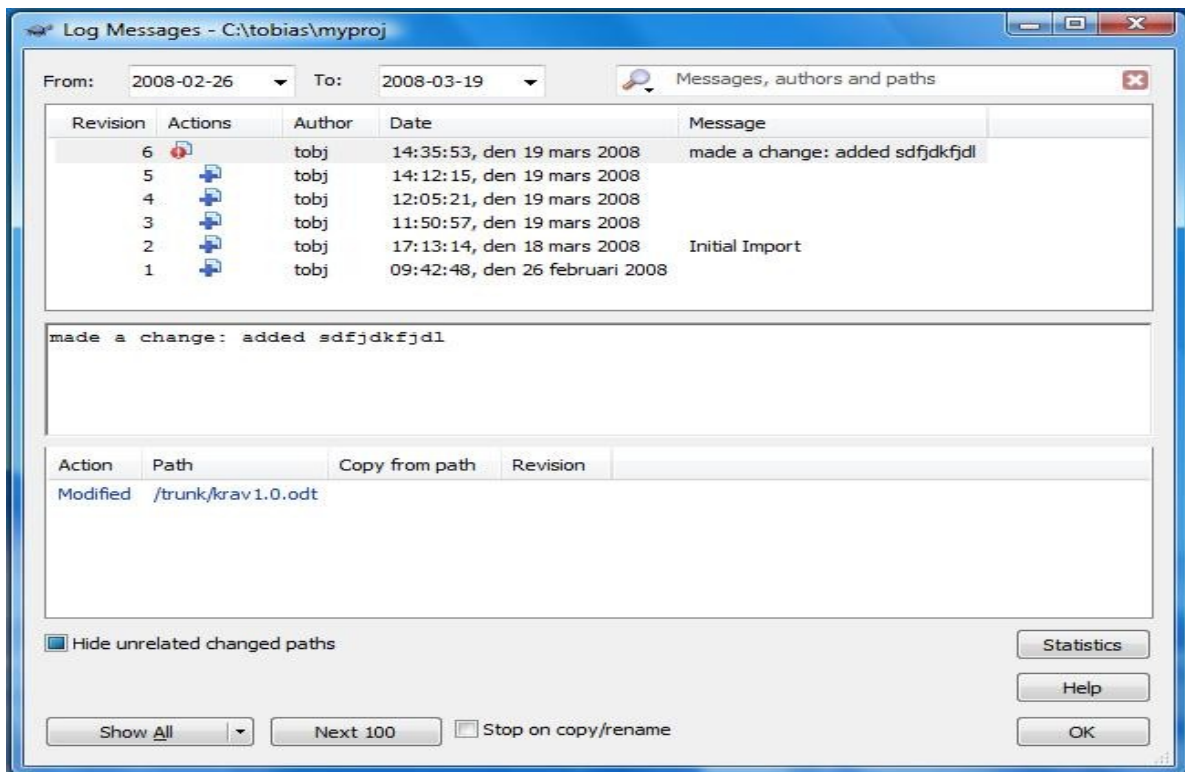 Log Messages - C:\tobias\myproj
From: 2008-02-26 To: 2008-03-19 Messages, authors and paths
Revision Actions Author Date Message
6 tobj 14:35:53, den 19 mars 2008 made a change: added sdfjdkfjdl
5 tobj 14:12:15, den 19 mars 2008
4 tobj 12:05:21, den 19 mars 2008
3 tobj 11:50:57, den 19 mars 2008
2 tobj 17:13:14, den 18 mars 2008 Initial Import
1 tobj 09:42:48, den 26 februari 2008
made a change: added sdfjdkfjdl
Action Path Copy from path Revision
Modified /trunk/krav1.0.odt
Hide unrelated changed paths
Statistics
Help
Show All Next 100 Stop on copy/rename OK